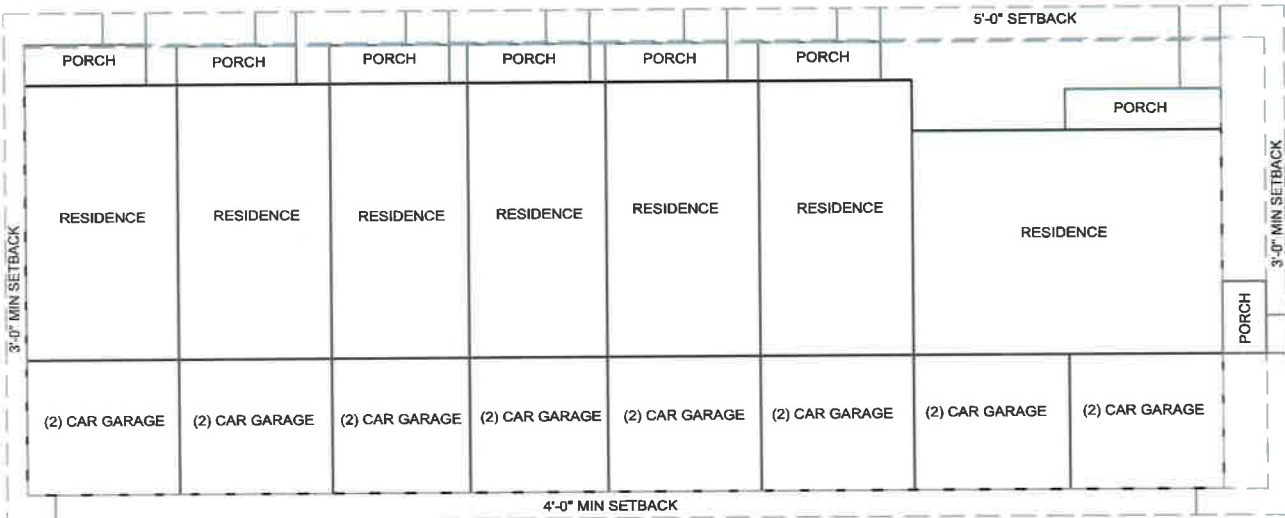 5'-0" SETBACK
PORCH
PORCH
PORCH
PORCH
PORCH
PORCH
PORCH
RESIDENCE
RESIDENCE
RESIDENCE
RESIDENCE
RESIDENCE
RESIDENCE
RESIDENCE
3'-0" MIN SETBACK
3'-0" MIN SETBACK
PORCH
(2) CAR GARAGE
(2) CAR GARAGE
(2) CAR GARAGE
(2) CAR GARAGE
(2) CAR GARAGE
(2) CAR GARAGE
(2) CAR GARAGE
(2) CAR GARAGE
4'-0" MIN SETBACK